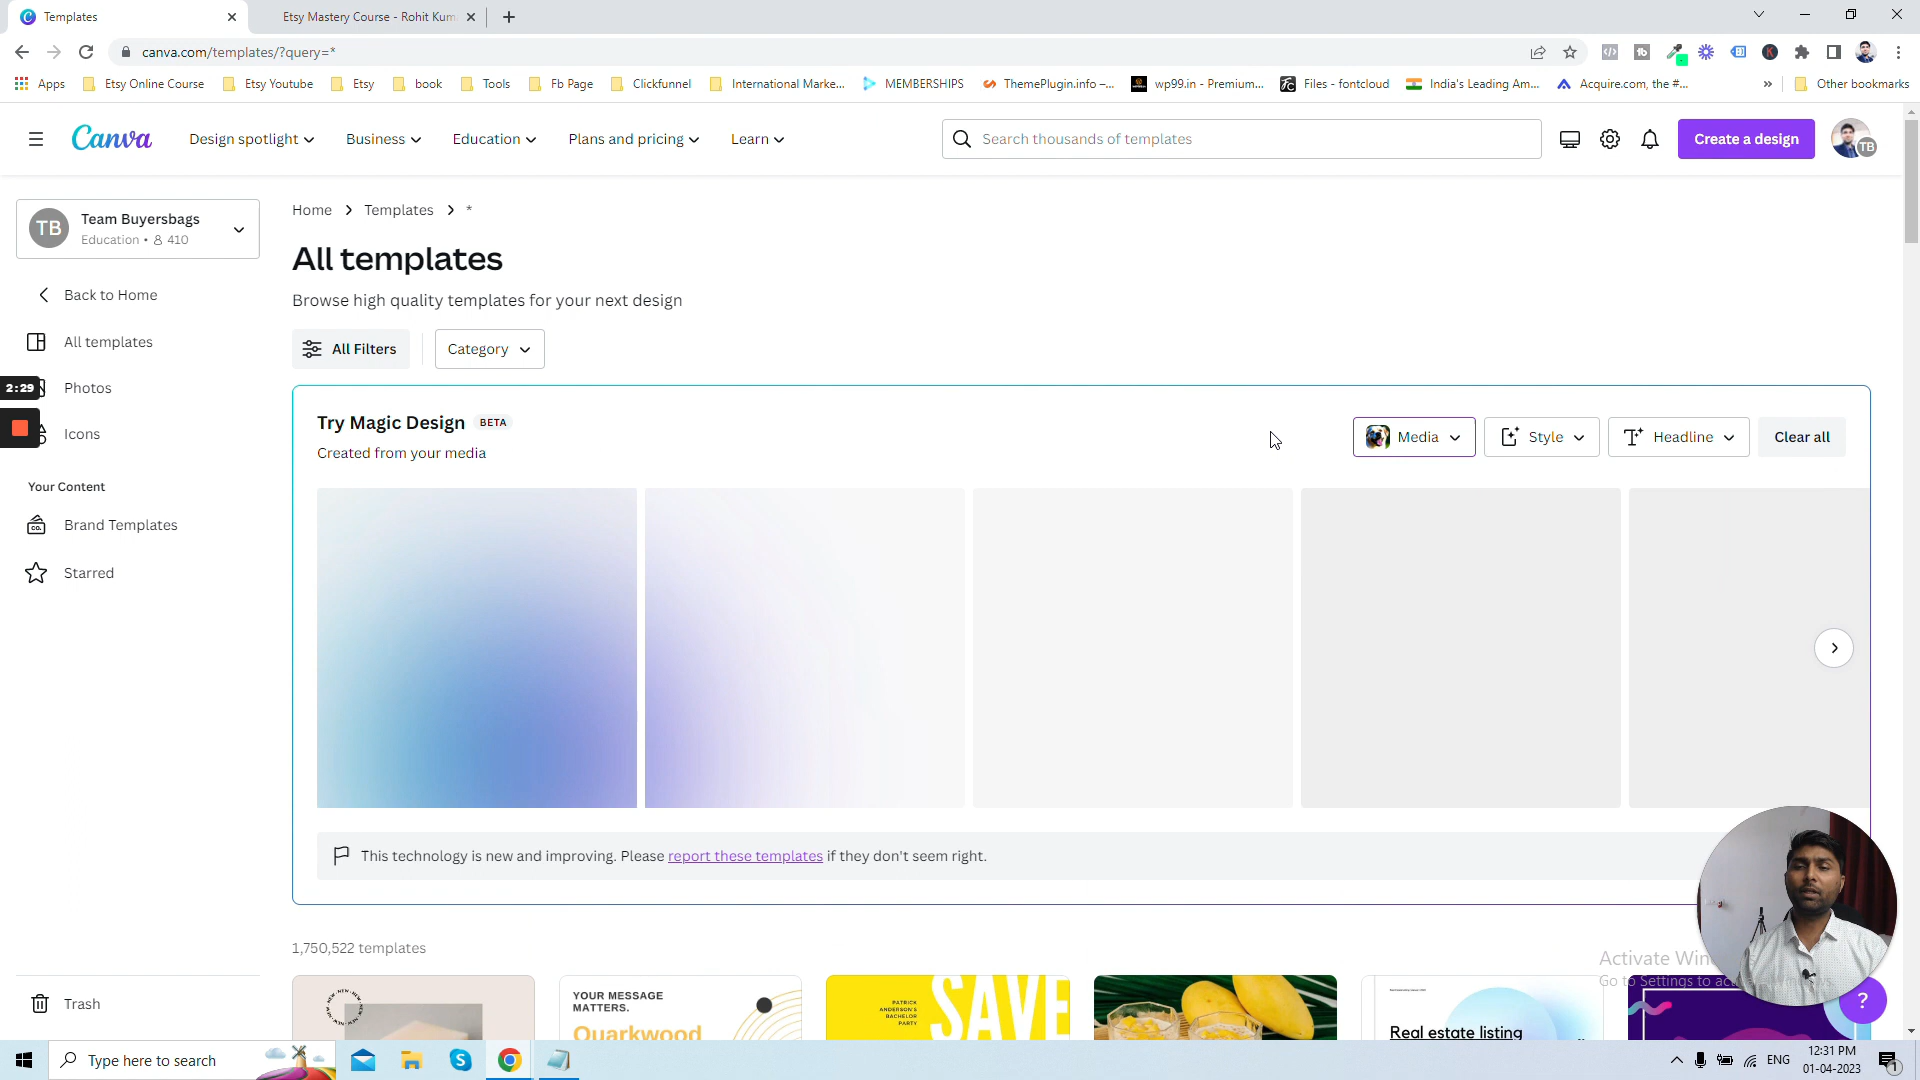 Templates
Etsy Mastery Course - Rohit Kum
canva.com/templates/?query=*
Apps
Etsy Online Course
Etsy Youtube
Etsy
book
Tools
Fb Page
Clickfunnel
International Marke...
MEMBERSHIPS
ThemePlugin.info –...
wp99.in - Premium...
Files - fontcloud
India's Leading Am...
Acquire.com, the #...
»
Other bookmarks
Canva
Design spotlight
Business
Education
Plans and pricing
Learn
Search thousands of templates
Create a design
TB
TB
Team Buyersbags
Education • 410
Back to Home
All templates
2:29
Photos
Icons
Your Content
Brand Templates
Starred
Trash
Home > Templates > *
All templates
Browse high quality templates for your next design
All Filters
Category
Try Magic Design BETA
Created from your media
Media
Style
Headline
Clear all
This technology is new and improving. Please report these templates if they don't seem right.
1,750,522 templates
YOUR MESSAGE
MATTERS.
Quarkwood
PATRICK
ANDERSON'S
BACHELOR
PARTY
SAVE
Real estate listing
Activate Win
Go to Settings to ac
?
Type here to search
ENG
12:31 PM
01-04-2023
1